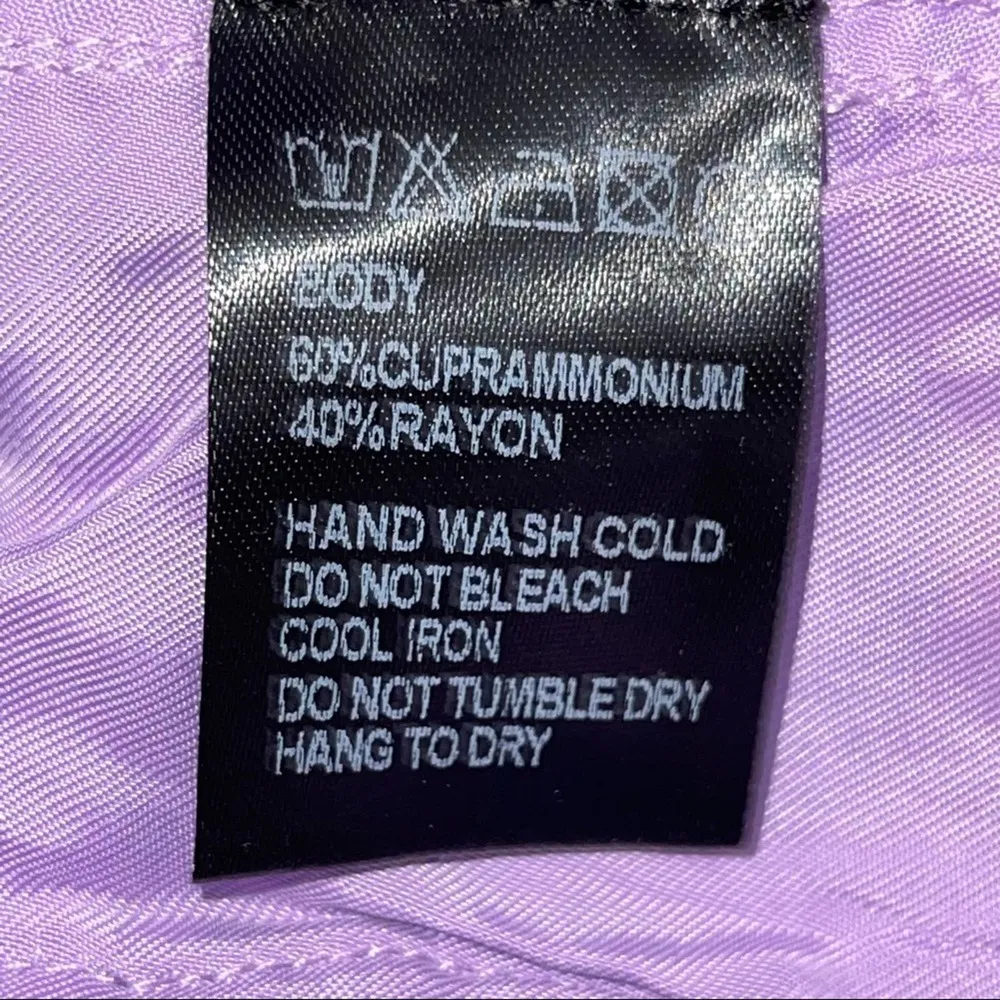 BODY
60%CUPRAMMONIUM
40%RAYON
HAND WASH COLD
DO NOT BLEACH
COOL IRON
DO NOT TUMBLE DRY
HANG TO DRY